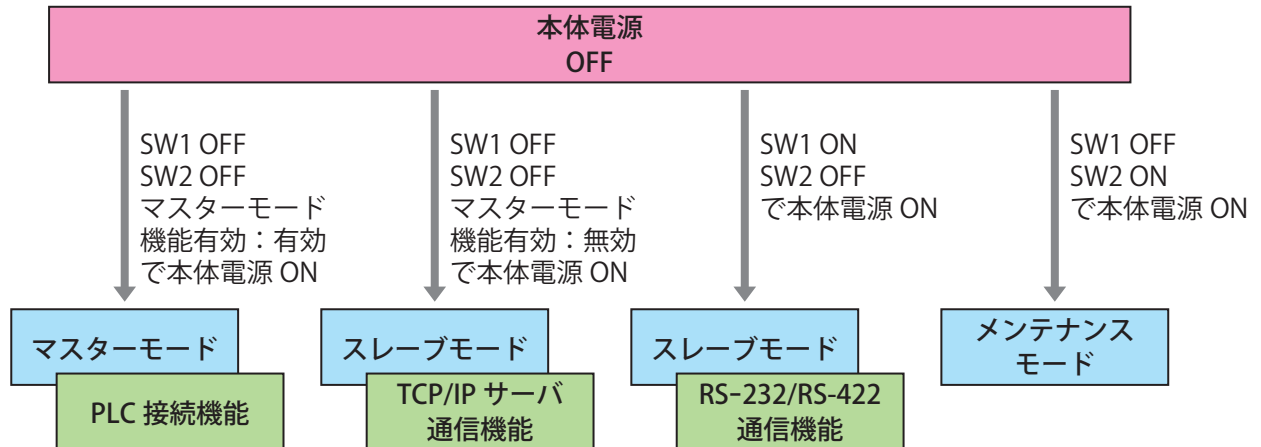 本体電源
OFF
SW1 OFF
SW2 OFF
マスターモード
機能有効：有効
で本体電源 ON
SW1 OFF
SW2 OFF
マスターモード
機能有効：無効
で本体電源 ON
SW1 ON
SW2 OFF
で本体電源 ON
SW1 OFF
SW2 ON
で本体電源 ON
マスターモード
PLC 接続機能
スレーブモード
TCP/IP サーバ
通信機能
スレーブモード
RS-232/RS-422
通信機能
メンテナンス
モード